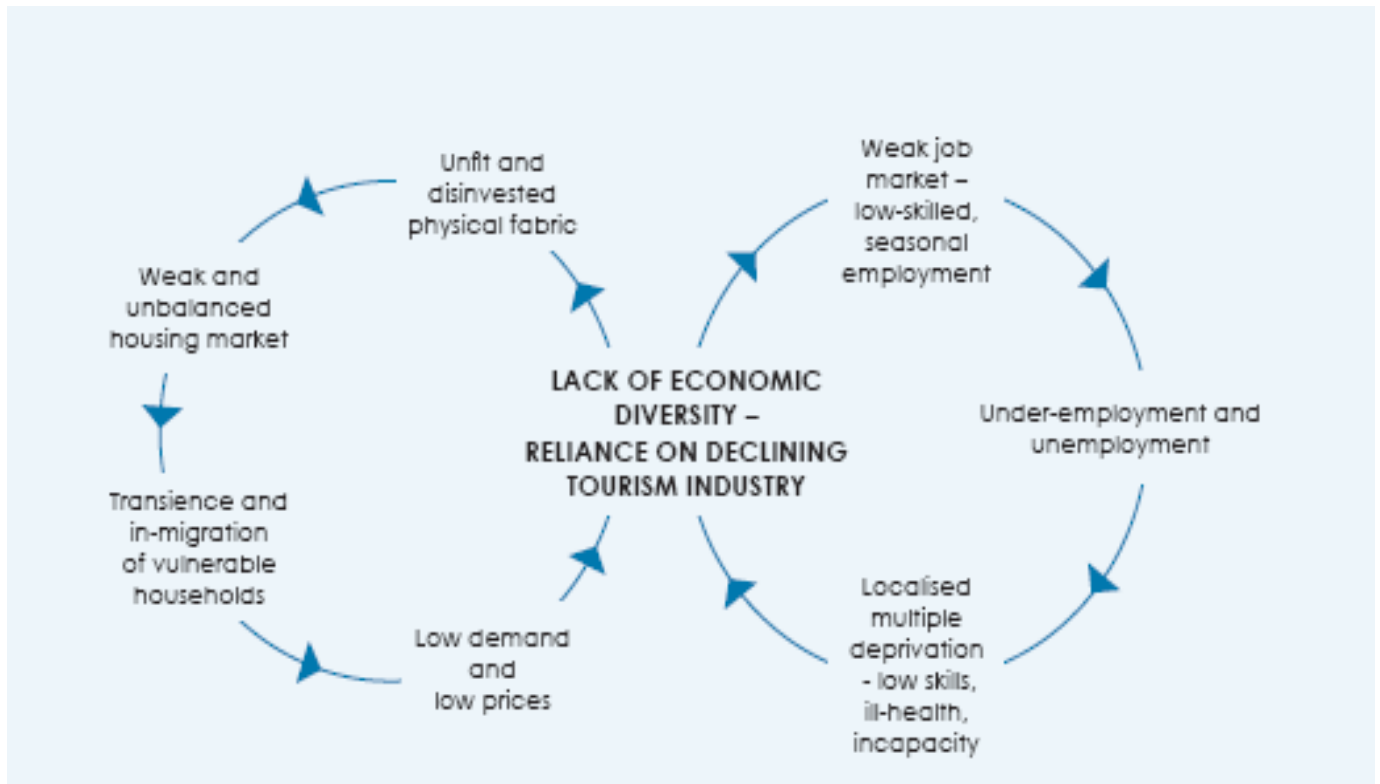 Unfit and
disinvested
physical fabric
Weak and
unbalanced
housing market
Transience and
in-migration
of vulnerable
households
Low demand
and
low prices
LACK OF ECONOMIC
DIVERSITY –
RELIANCE ON DECLINING
TOURISM INDUSTRY
Weak job
market –
low-skilled,
seasonal
employment
Under-employment and
unemployment
Localised
multiple
deprivation
- low skills,
ill-health,
incapacity